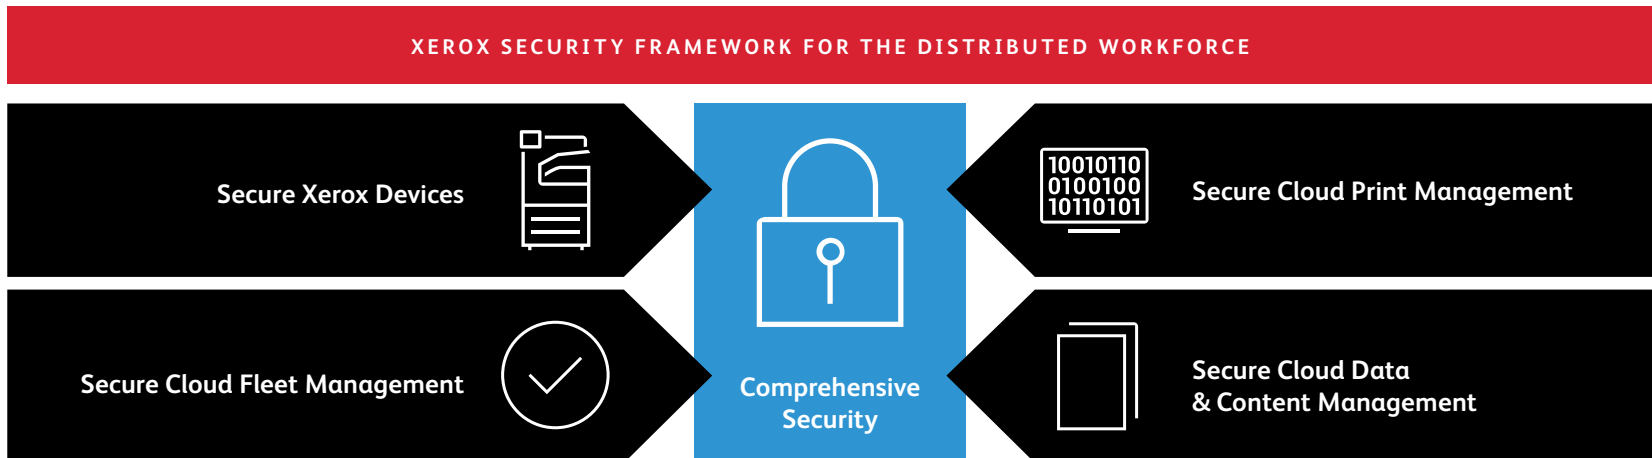 XEROX SECURITY FRAMEWORK FOR THE DISTRIBUTED WORKFORCE
Secure Xerox Devices
10010110
0100100
10110101
Secure Cloud Print Management
Secure Cloud Fleet Management
Comprehensive
Security
Secure Cloud Data
& Content Management